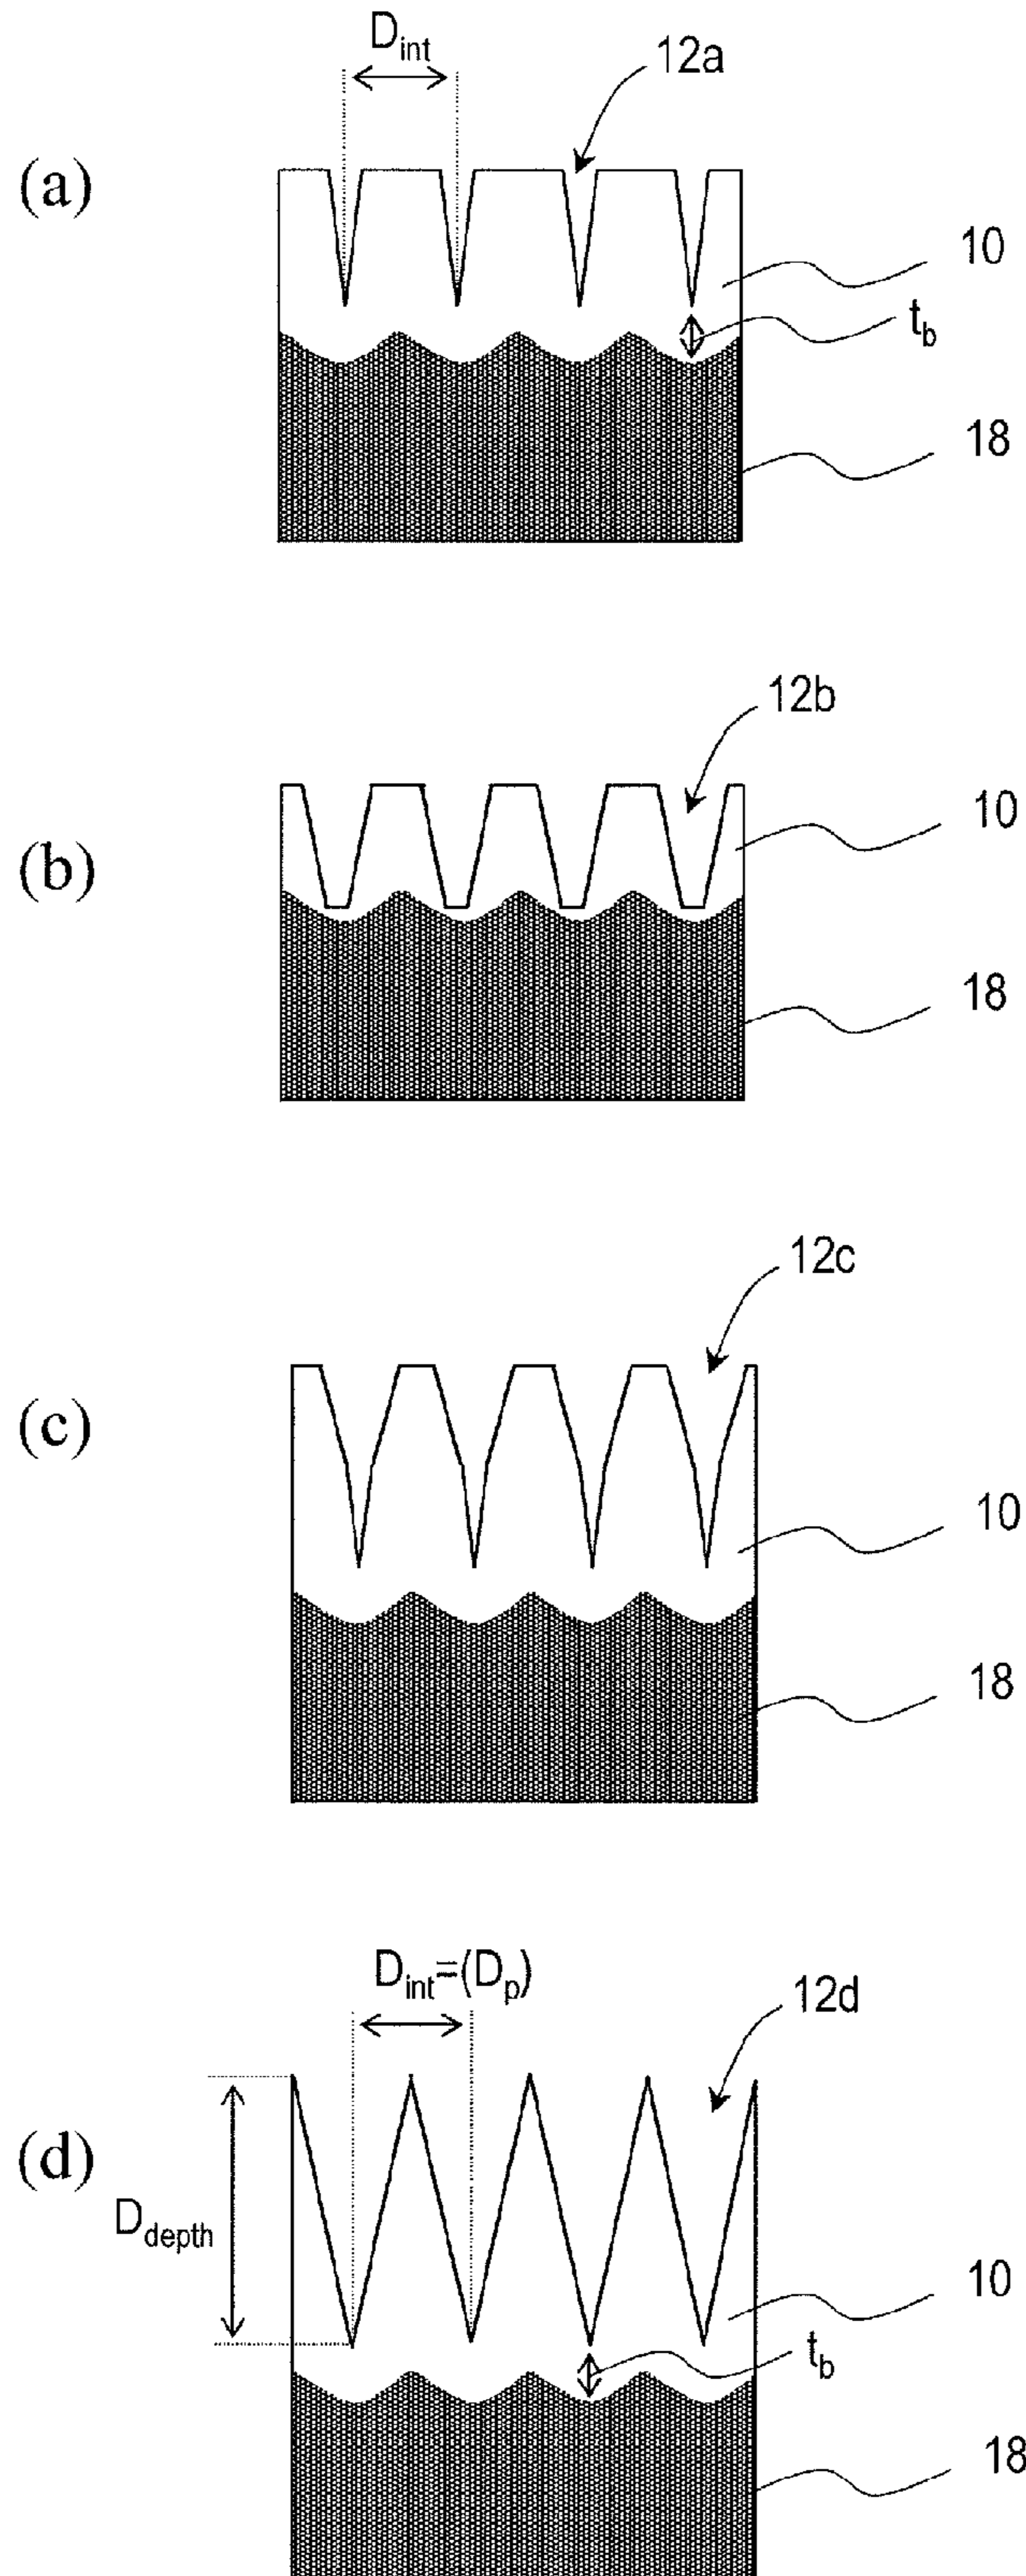 D_int
12a
(a)
10
t_b
18
12b
(b)
10
18
12c
(c)
10
18
D_int=(D_p)
12d
(d)
D_depth
10
t_b
18